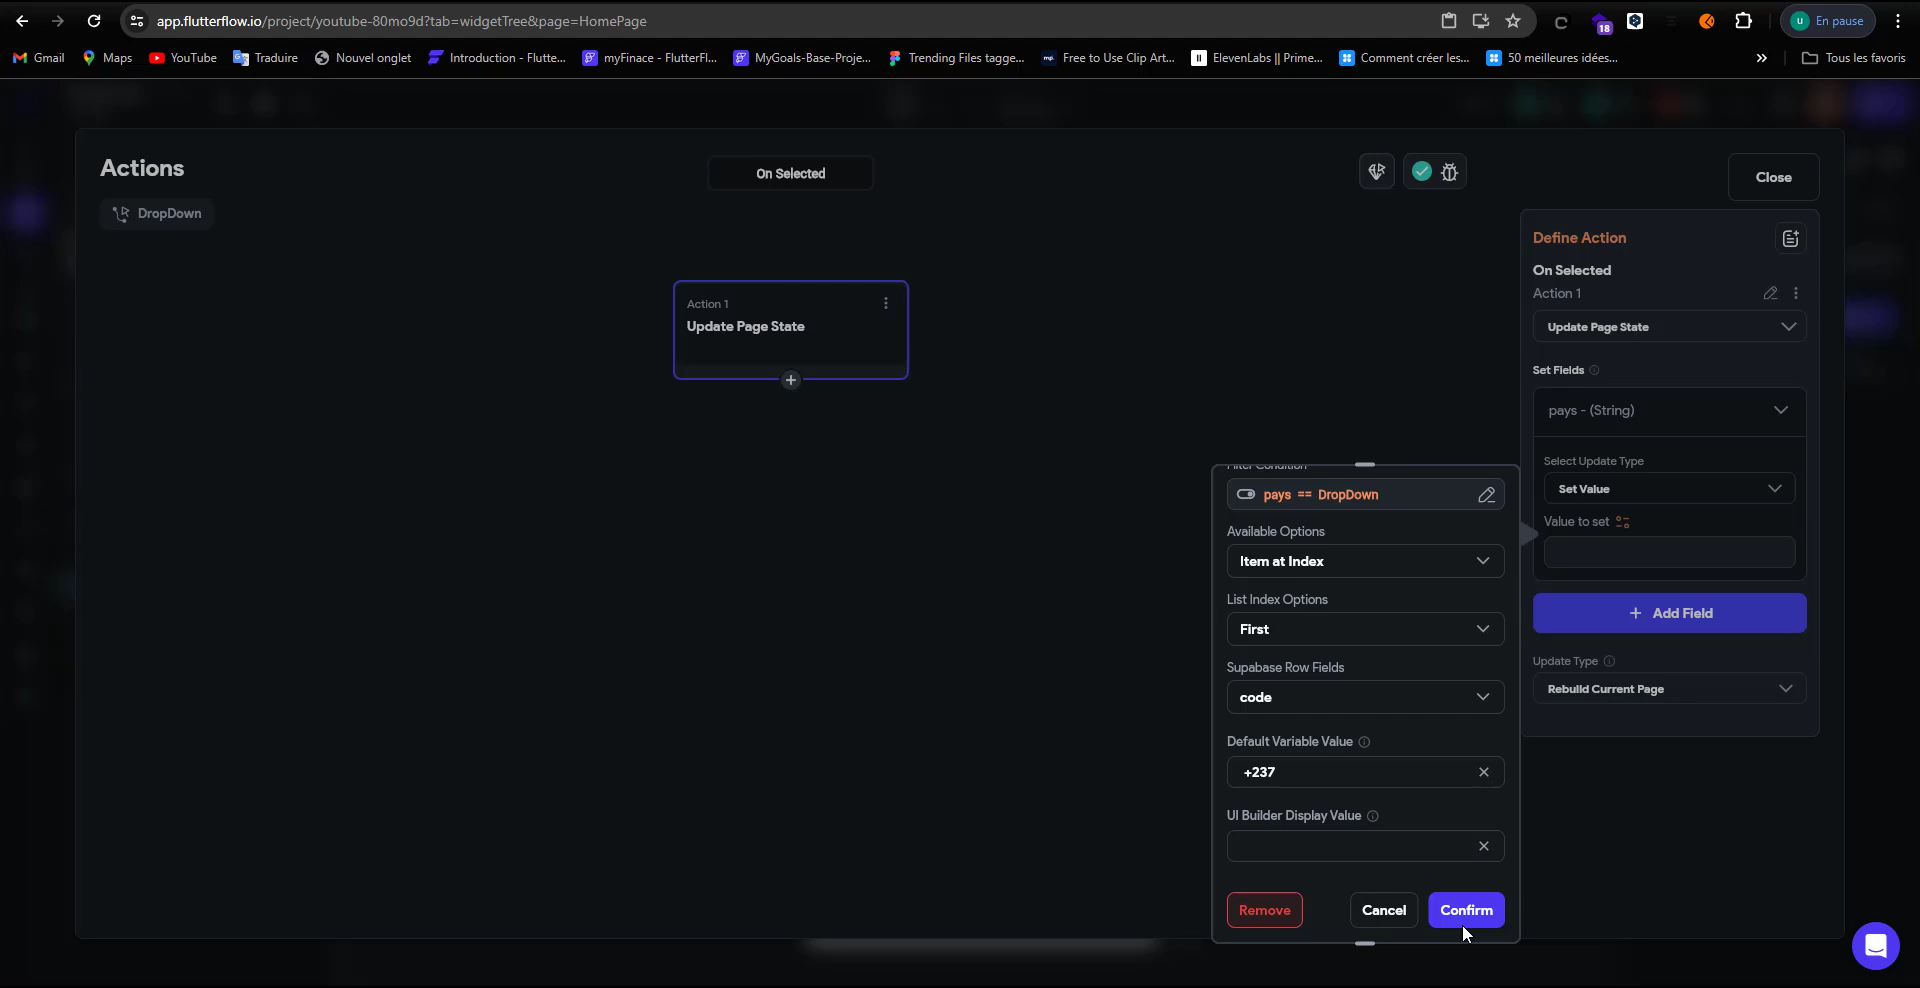 app.flutterflow.io/project/youtube-80mo9d?tab=widgetTree&page=HomePage
18
u En pause
Gmail
Maps
YouTube
Traduire
Nouvel onglet
Introduction - Flutte...
myFinace - FlutterFl...
MyGoals-Base-Proje...
Trending Files tagge...
Free to Use Clip Art...
ElevenLabs || Prime...
Comment créer les...
50 meilleures idées...
»
Tous les favoris
Actions
On Selected
Close
DropDown
Define Action
On Selected
Action 1
Update Page State
Set Fields
pays - (String)
Select Update Type
Set Value
Value to set
+ Add Field
Update Type
Rebuild Current Page
Action 1
Update Page State
Filter Condition
pays == DropDown
Available Options
Item at Index
List Index Options
First
Supabase Row Fields
code
Default Variable Value
+237
UI Builder Display Value
Remove
Cancel
Confirm